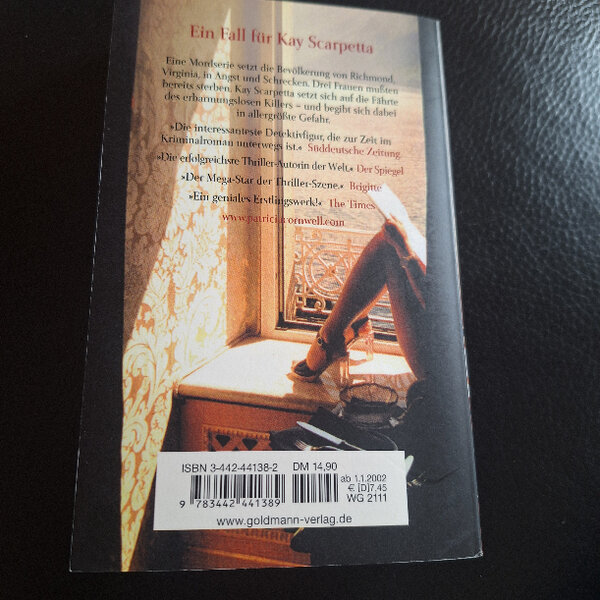 Ein Fall für Kay Scarpetta
Eine Mordserie setzt die Bevölkerung von Richmond,
Virginia, in Angst und Schrecken. Drei Frauen mußten
bereits sterben. Kay Scarpetta setzt sich auf die Fährte
des erbarmungslosen Killers – und begibt sich dabei
in allergrößte Gefahr.
»Die interessanteste Detektivfigur, die zur Zeit im
Kriminalroman unterwegs ist.« Süddeutsche Zeitung
»Die erfolgreichste Thriller-Autorin der Welt.« Der Spiegel
»Der Mega-Star der Thriller-Szene.« Brigitte
»Ein geniales Erstlingswerk!« The Times
www.patriciacornwell.com
ISBN 3-442-44138-2 DM 14,90
ab 1.1.2002
€ [D] 7,45
WG 2111
9 783442 441389
www.goldmann-verlag.de